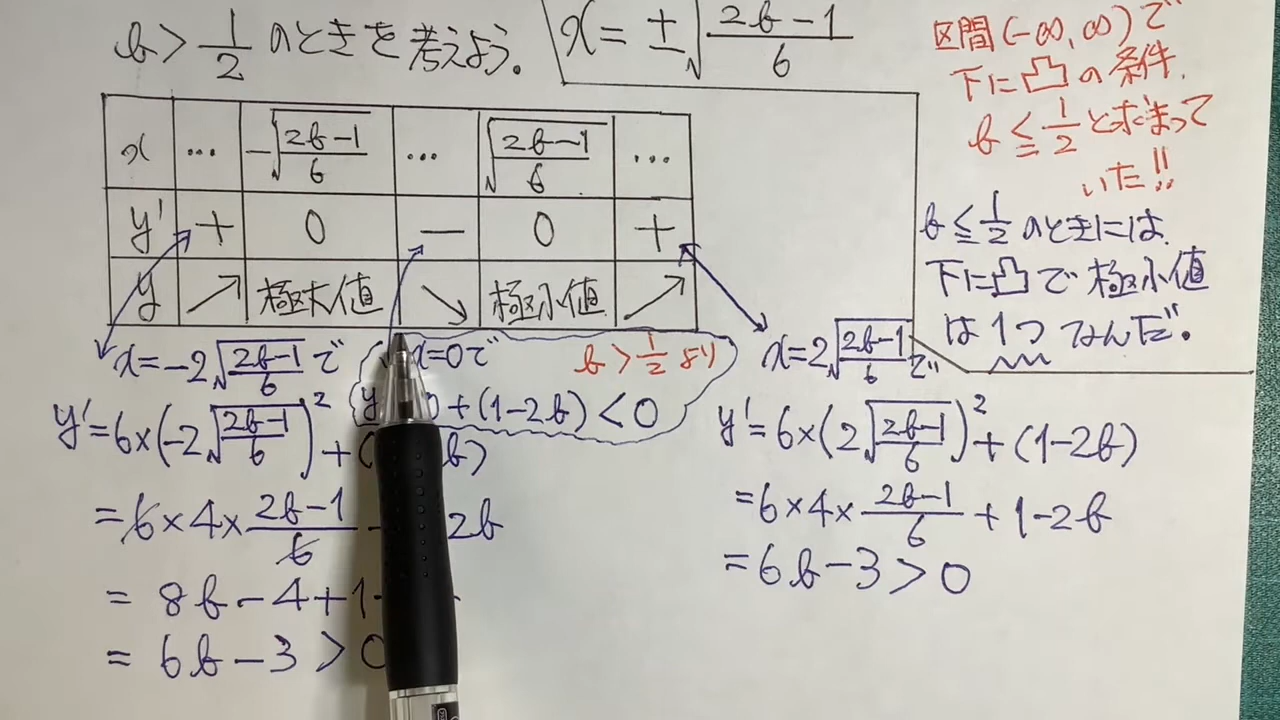 b > 1/2 のときを考えよう.
x = ±√((2b-1)/6)
x … -√((2b-1)/6) … √((2b-1)/6) …
y' + 0 − 0 +
y ↗ 極大値 ↘ 極小値 ↗
x = -2√((2b-1)/6) で
y' = 6×(-2√((2b-1)/6))² + ( b)
= 6×4×(2b-1)/6 2b
= 8b-4+1-
= 6b-3 > 0
x=0で b > 1/2 より
y 0+(1-2b) < 0
x = 2√((2b-1)/6) で
y' = 6×(2√((2b-1)/6))² + (1-2b)
= 6×4×(2b-1)/6 + 1-2b
= 6b-3 > 0
区間(-∞,∞)で
下に凸の条件.
b ≦ 1/2 と求まって
いた!!
b ≦ 1/2 のときには
下に凸で極小値
は1つなんだ。